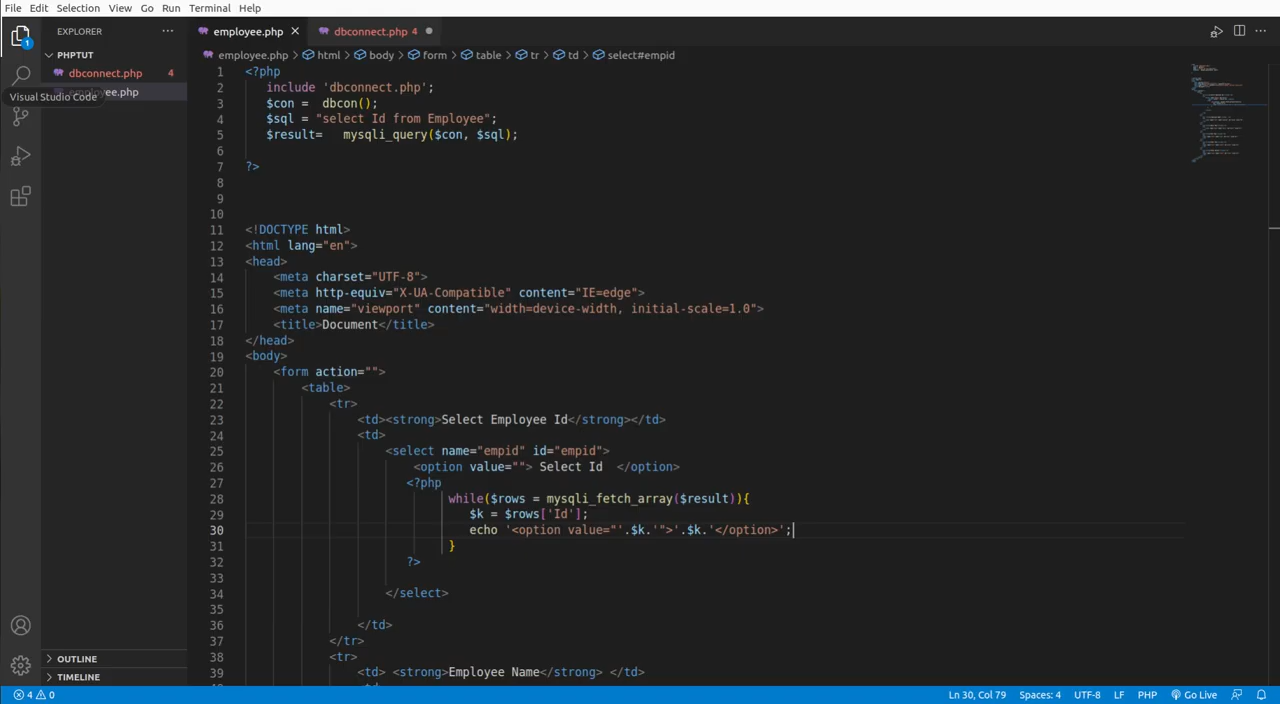 File Edit Selection View Go Run Terminal Help
EXPLORER ···
employee.php
dbconnect.php 4
employee.php > html > body > form > table > tr > td > select#empid
1
PHPTUT
dbconnect.php 4
Visual Studio Code
ee.php
1 <?php
2 include 'dbconnect.php';
3 $con = dbcon();
4 $sql = "select Id from Employee";
5 $result= mysqli_query($con, $sql);
6
7 ?>
8
9
10
11 <!DOCTYPE html>
12 <html lang="en">
13 <head>
14 <meta charset="UTF-8">
15 <meta http-equiv="X-UA-Compatible" content="IE=edge">
16 <meta name="viewport" content="width=device-width, initial-scale=1.0">
17 <title>Document</title>
18 </head>
19 <body>
20 <form action="">
21 <table>
22 <tr>
23 <td><strong>Select Employee Id</strong></td>
24 <td>
25 <select name="empid" id="empid">
26 <option value=""> Select Id </option>
27 <?php
28 while($rows = mysqli_fetch_array($result)){
29 $k = $rows['Id'];
30 echo '<option value="'.$k.'">'.$k.'</option>';
31 }
32 ?>
33
34 </select>
35
36 </td>
37 </tr>
38 <tr>
39 <td> <strong>Employee Name</strong> </td>
OUTLINE
TIMELINE
4 0 Ln 30, Col 79 Spaces: 4 UTF-8 LF PHP Go Live